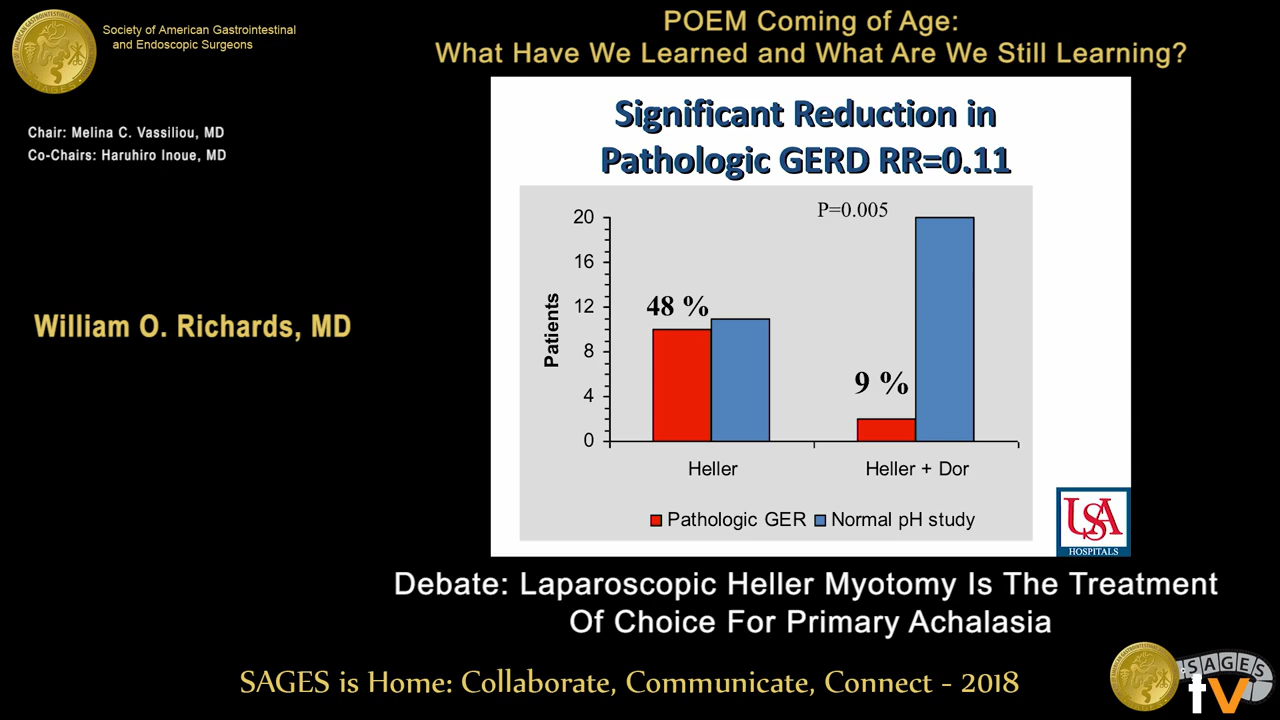 Society of American Gastrointestinal
and Endoscopic Surgeons
POEM Coming of Age:
What Have We Learned and What Are We Still Learning?
Chair: Melina C. Vassiliou, MD
Co-Chairs: Haruhiro Inoue, MD
William O. Richards, MD
Significant Reduction in
Pathologic GERD RR=0.11
P=0.005
20
16
12
8
4
0
Patients
48 %
9 %
Heller
Heller + Dor
Pathologic GER
Normal pH study
USA
HOSPITALS
Debate: Laparoscopic Heller Myotomy Is The Treatment
Of Choice For Primary Achalasia
SAGES is Home: Collaborate, Communicate, Connect - 2018
SAGES
tv